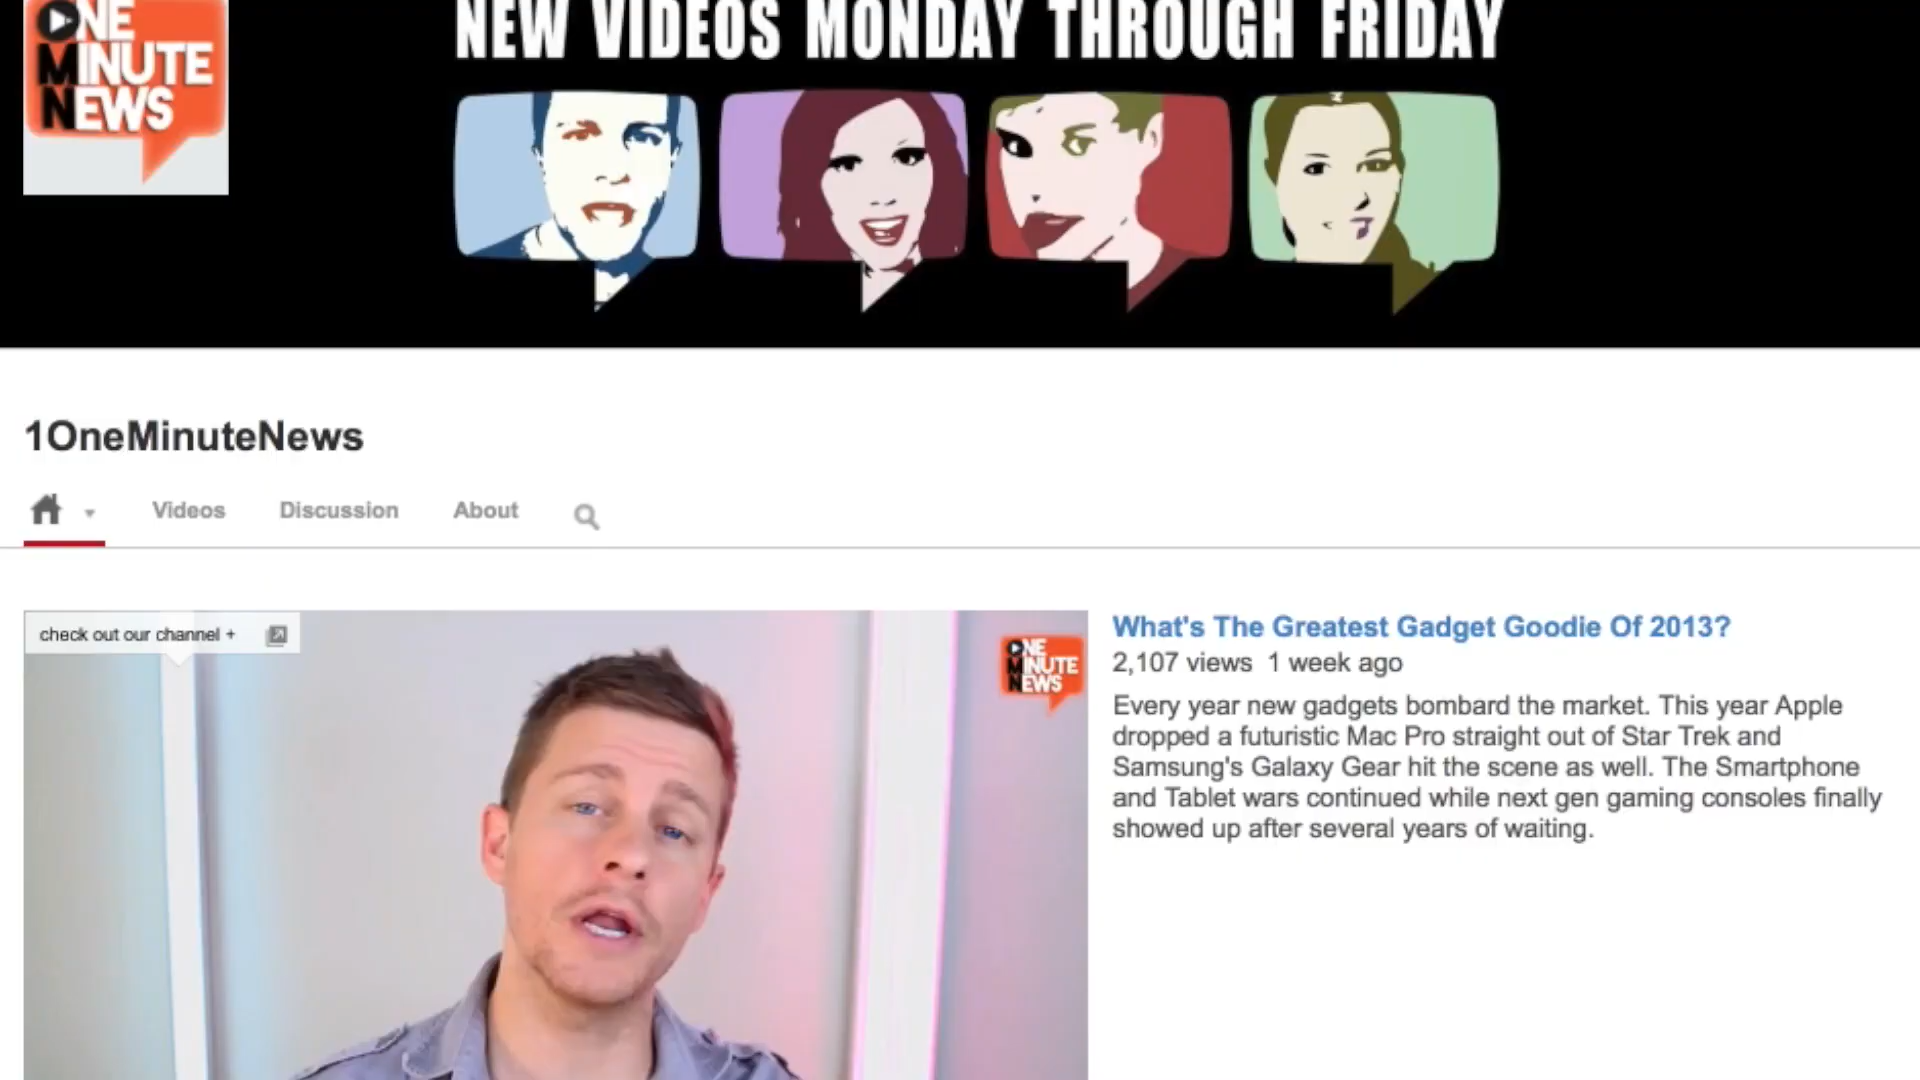 ONE
MINUTE
NEWS
NEW VIDEOS MONDAY THROUGH FRIDAY
1OneMinuteNews
Videos
Discussion
About
check out our channel +
ONE
MINUTE
NEWS
What's The Greatest Gadget Goodie Of 2013?
2,107 views 1 week ago
Every year new gadgets bombard the market. This year Apple
dropped a futuristic Mac Pro straight out of Star Trek and
Samsung's Galaxy Gear hit the scene as well. The Smartphone
and Tablet wars continued while next gen gaming consoles finally
showed up after several years of waiting.